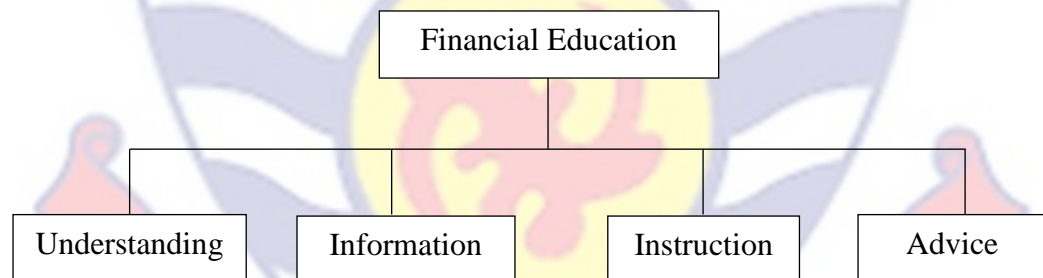 Financial Education
Understanding
Information
Instruction
Advice